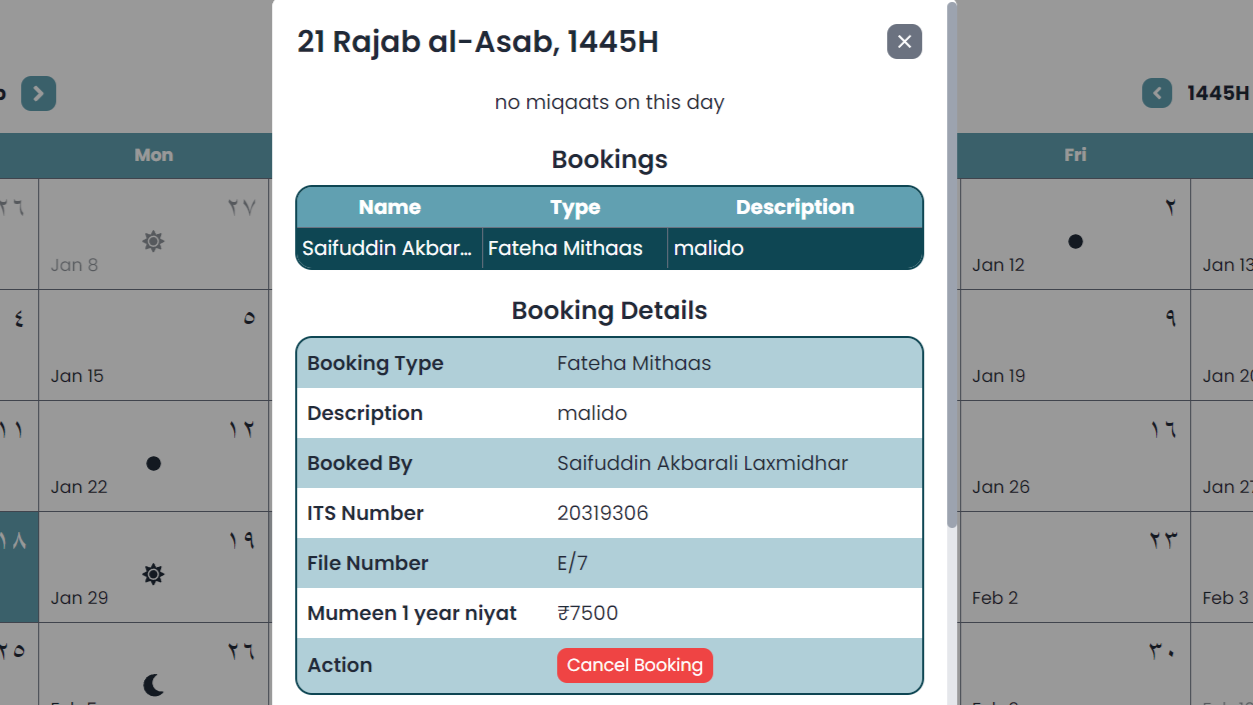 21 Rajab al-Asab, 1445H
no miqaats on this day
1445H
Bookings
Mon
Fri
Name Type Description
Saifuddin Akbar... Fateha Mithaas malido
٢٦ ٢٧ ٢
Jan 8 Jan 12 Jan 13
Booking Details
٤ ٥ ٩
Booking Type Fateha Mithaas
Jan 15 Jan 19 Jan 20
Description malido
١١ ١٢ ١٦
Booked By Saifuddin Akbarali Laxmidhar
Jan 22 Jan 26 Jan 27
ITS Number 20319306
١٨ ١٩ ٢٣
File Number E/7
Jan 29 Feb 2 Feb 3
Mumeen 1 year niyat ₹7500
٢٥ ٢٦ ٣٠
Action Cancel Booking